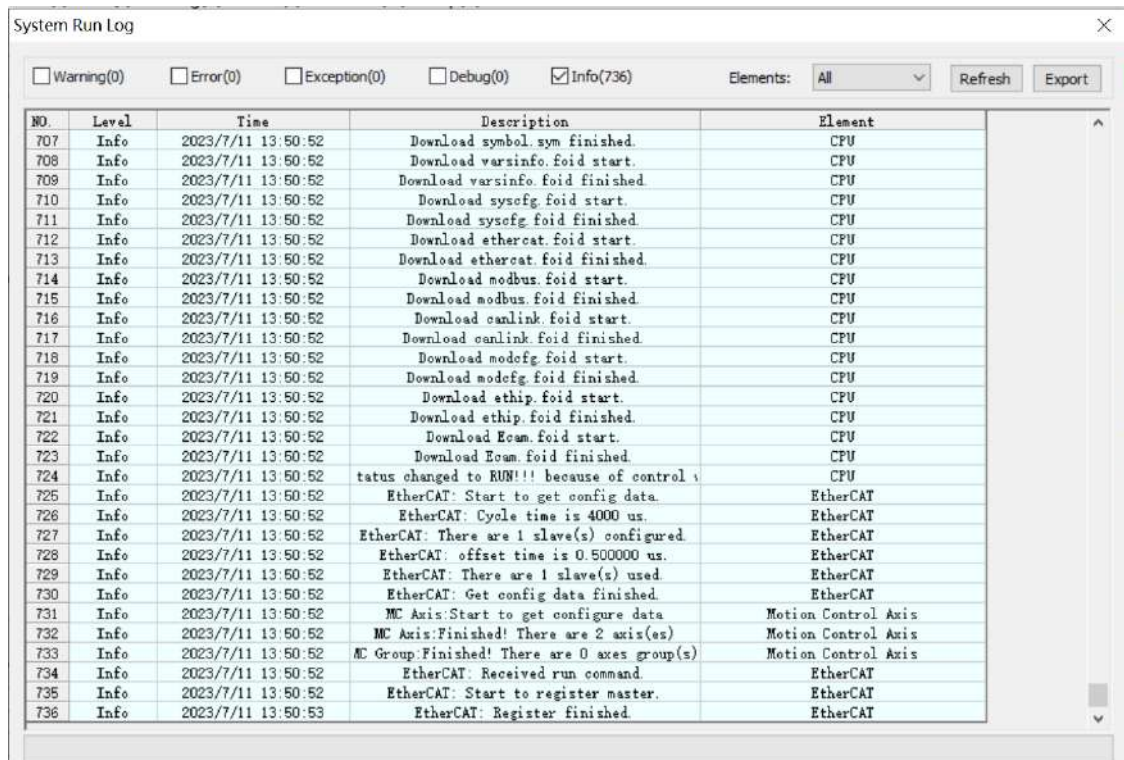 System Run Log
Warning(0) Error(0) Exception(0) Debug(0) Info(736) Elements: All Refresh Export
NO. Level Time Description Element
707 Info 2023/7/11 13:50:52 Download symbol.sym finished. CPU
708 Info 2023/7/11 13:50:52 Download varsinfo.foid start. CPU
709 Info 2023/7/11 13:50:52 Download varsinfo.foid finished. CPU
710 Info 2023/7/11 13:50:52 Download syscfg.foid start. CPU
711 Info 2023/7/11 13:50:52 Download syscfg.foid finished. CPU
712 Info 2023/7/11 13:50:52 Download ethercat.foid start. CPU
713 Info 2023/7/11 13:50:52 Download ethercat.foid finished. CPU
714 Info 2023/7/11 13:50:52 Download modbus.foid start. CPU
715 Info 2023/7/11 13:50:52 Download modbus.foid finished. CPU
716 Info 2023/7/11 13:50:52 Download canlink.foid start. CPU
717 Info 2023/7/11 13:50:52 Download canlink.foid finished. CPU
718 Info 2023/7/11 13:50:52 Download modcfg.foid start. CPU
719 Info 2023/7/11 13:50:52 Download modcfg.foid finished. CPU
720 Info 2023/7/11 13:50:52 Download ethip.foid start. CPU
721 Info 2023/7/11 13:50:52 Download ethip.foid finished. CPU
722 Info 2023/7/11 13:50:52 Download Ecam.foid start. CPU
723 Info 2023/7/11 13:50:52 Download Ecam.foid finished. CPU
724 Info 2023/7/11 13:50:52 tatus changed to RUN!!! because of control CPU
725 Info 2023/7/11 13:50:52 EtherCAT: Start to get config data. EtherCAT
726 Info 2023/7/11 13:50:52 EtherCAT: Cycle time is 4000 us. EtherCAT
727 Info 2023/7/11 13:50:52 EtherCAT: There are 1 slave(s) configured. EtherCAT
728 Info 2023/7/11 13:50:52 EtherCAT: offset time is 0.500000 us. EtherCAT
729 Info 2023/7/11 13:50:52 EtherCAT: There are 1 slave(s) used. EtherCAT
730 Info 2023/7/11 13:50:52 EtherCAT: Get config data finished. EtherCAT
731 Info 2023/7/11 13:50:52 MC Axis:Start to get configure data Motion Control Axis
732 Info 2023/7/11 13:50:52 MC Axis:Finished! There are 2 axis(es) Motion Control Axis
733 Info 2023/7/11 13:50:52 MC Group:Finished! There are 0 axes group(s) Motion Control Axis
734 Info 2023/7/11 13:50:52 EtherCAT: Received run command. EtherCAT
735 Info 2023/7/11 13:50:52 EtherCAT: Start to register master. EtherCAT
736 Info 2023/7/11 13:50:53 EtherCAT: Register finished. EtherCAT